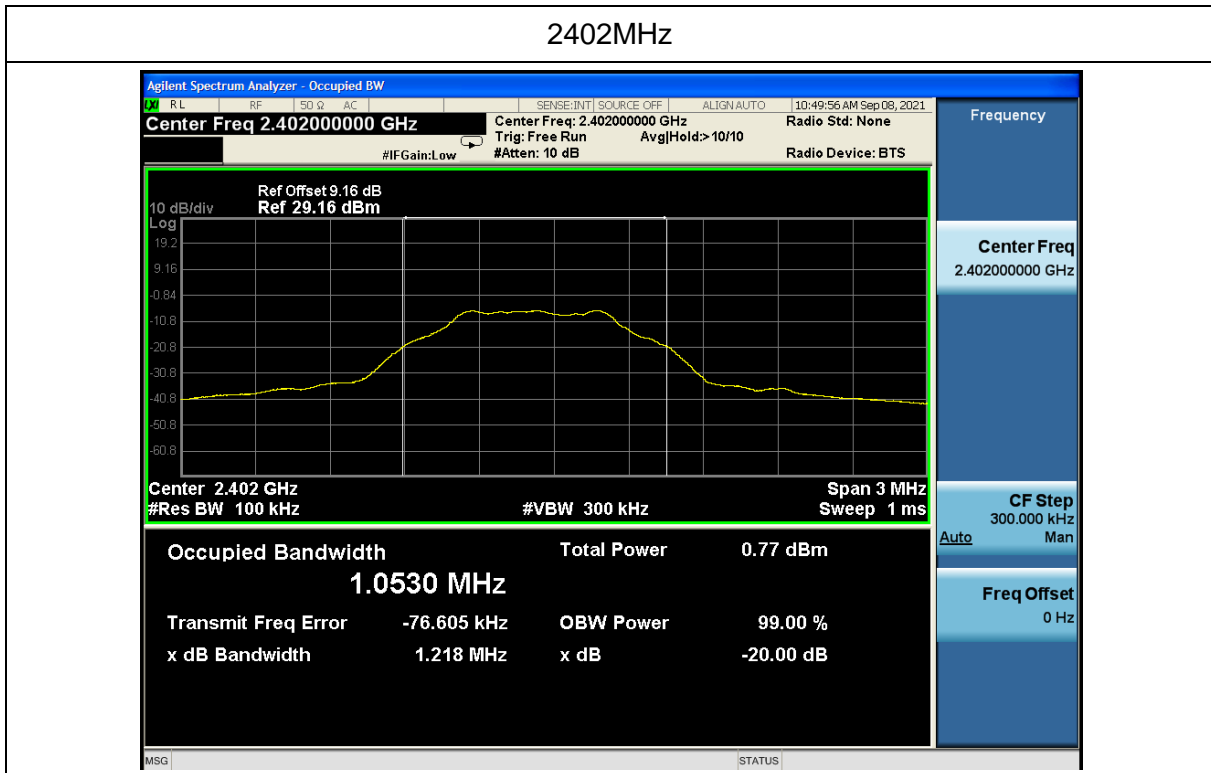 2402MHz
Agilent Spectrum Analyzer - Occupied BW
LXI RL RF 50 Ω AC SENSE:INT SOURCE OFF ALIGN AUTO 10:49:56 AM Sep 08, 2021
Center Freq 2.402000000 GHz
Center Freq: 2.402000000 GHz
Radio Std: None
Trig: Free Run Avg|Hold:> 10/10
#IFGain:Low
#Atten: 10 dB
Radio Device: BTS
Frequency
Ref Offset 9.16 dB
10 dB/div Ref 29.16 dBm
Log
19.2
9.16
-0.84
-10.8
-20.8
-30.8
-40.8
-50.8
-60.8
Center 2.402 GHz Span 3 MHz
#Res BW 100 kHz #VBW 300 kHz Sweep 1 ms
Occupied Bandwidth Total Power 0.77 dBm
1.0530 MHz
Transmit Freq Error -76.605 kHz OBW Power 99.00 %
x dB Bandwidth 1.218 MHz x dB -20.00 dB
Center Freq
2.402000000 GHz
CF Step
300.000 kHz
Auto Man
Freq Offset
0 Hz
MSG STATUS